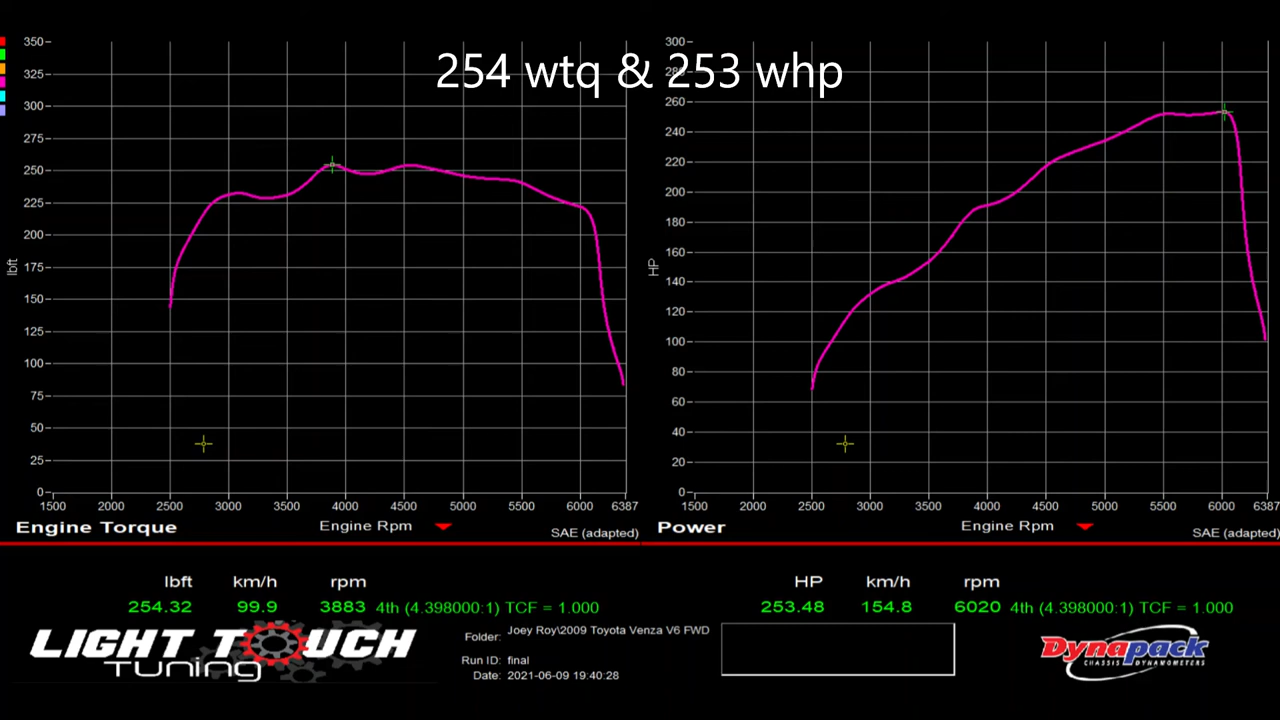 254 wtq & 253 whp
350
325
300
275
250
225
200
175
150
125
100
75
50
25
0
lbft
1500 2000 2500 3000 3500 4000 4500 5000 5500 6000 6387
Engine Torque
Engine Rpm
SAE (adapted)
300
280
260
240
220
200
180
160
140
120
100
80
60
40
20
0
HP
1500 2000 2500 3000 3500 4000 4500 5000 5500 6000 6387
Power
Engine Rpm
SAE (adapted)
lbft km/h rpm
254.32 99.9 3883 4th (4.398000:1) TCF = 1.000
HP km/h rpm
253.48 154.8 6020 4th (4.398000:1) TCF = 1.000
LIGHT TOUCH
Tuning
Folder: Joey Roy\2009 Toyota Venza V6 FWD
Run ID: final
Date: 2021-06-09 19:40:28
Dynapack
CHASSIS DYNAMOMETERS